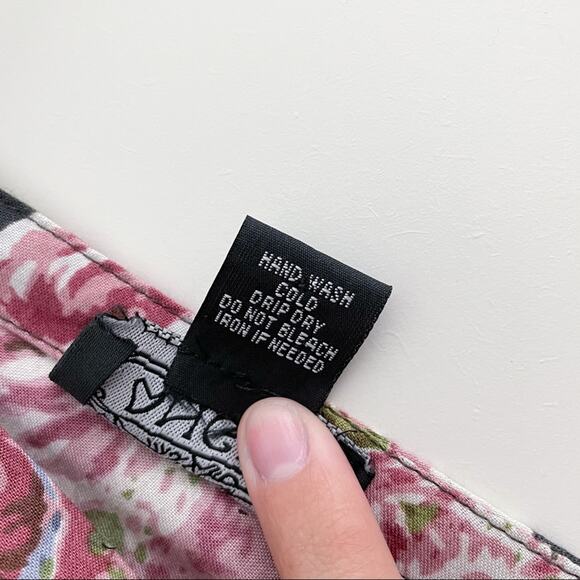 HAND WASH
COLD
DRIP DRY
DO NOT BLEACH
IRON IF NEEDED